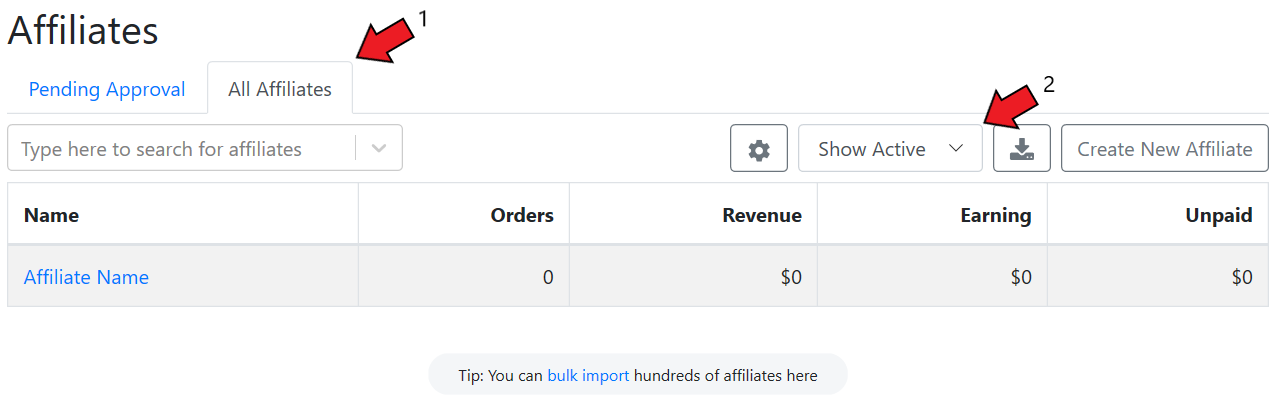 Affiliates
1
Pending Approval All Affiliates
2
Type here to search for affiliates Show Active Create New Affiliate
Name Orders Revenue Earning Unpaid
Affiliate Name 0 $0 $0 $0
Tip: You can bulk import hundreds of affiliates here